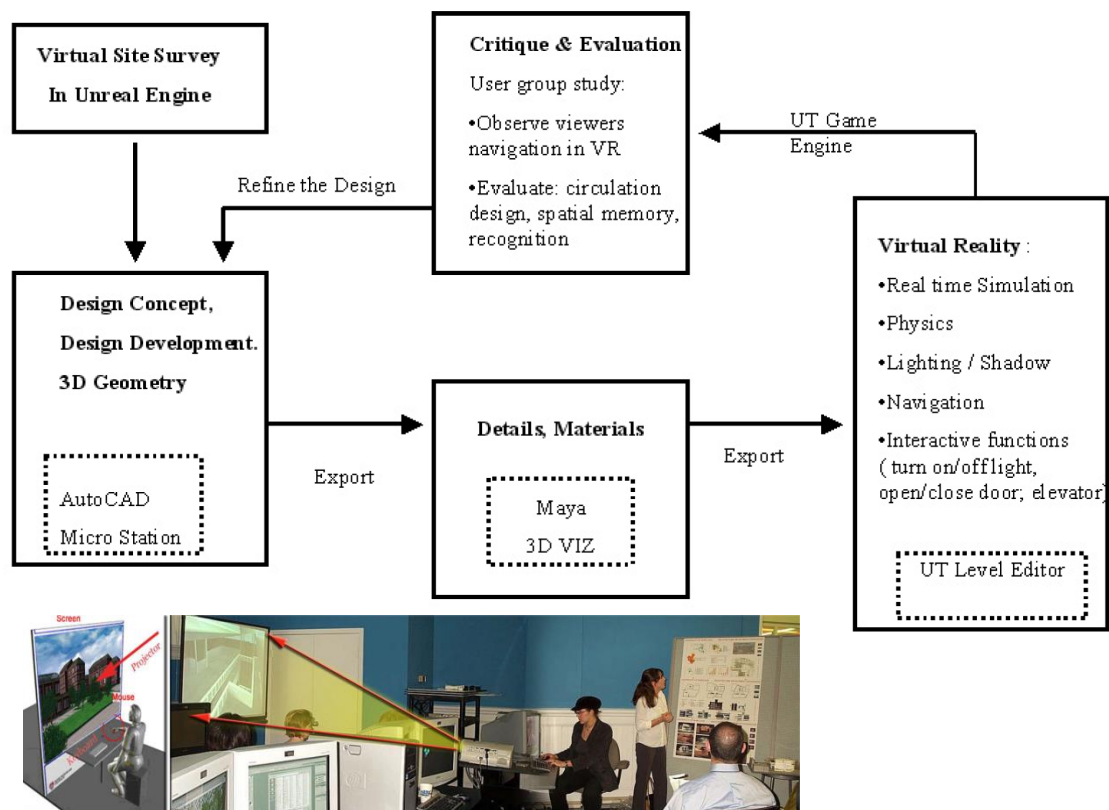 Virtual Site Survey
In Unreal Engine
Critique & Evaluation
User group study:
•Observe viewers
navigation in VR
•Evaluate: circulation
design, spatial memory,
recognition
UT Game
Engine
Refine the Design
Virtual Reality :
•Real time Simulation
•Physics
•Lighting / Shadow
•Navigation
•Interactive functions
( turn on/off light,
open/close door; elevator)
UT Level Editor
Design Concept,
Design Development.
3D Geometry
AutoCAD
Micro Station
Export
Details, Materials
Maya
3D VIZ
Export
Screen
Projector
Mouse
Keyboard